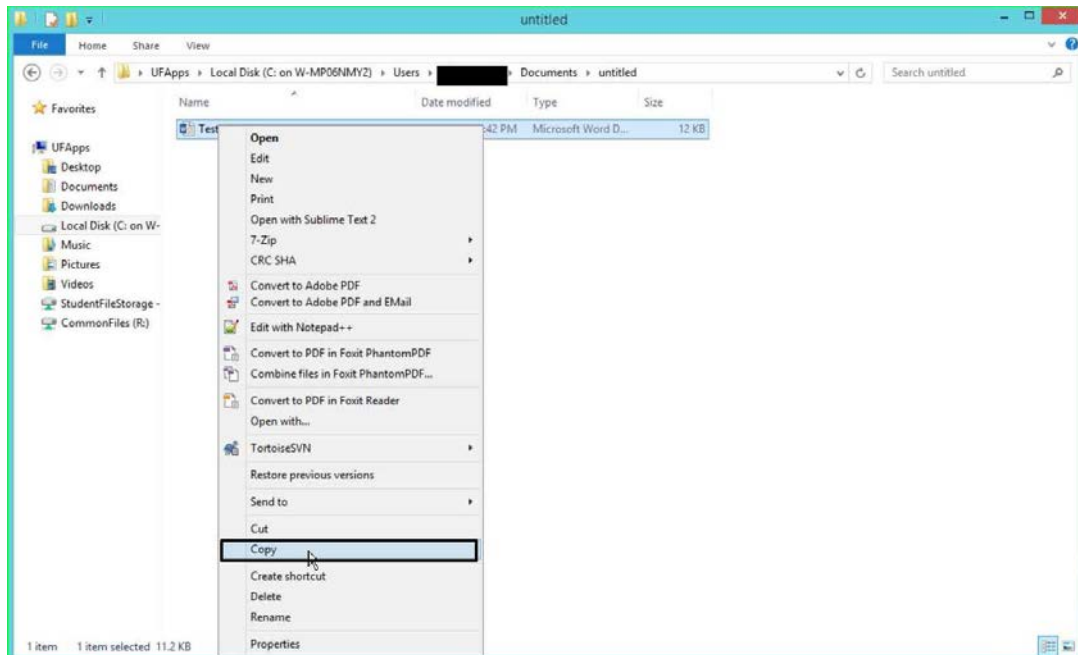 untitled
File Home Share View
UFApps Local Disk (C: on W-MP06NMY2) Users Documents untitled
Search untitled
Name Date modified Type Size
Favorites
Test :42 PM Microsoft Word D... 12 KB
UFApps
Desktop
Documents
Downloads
Local Disk (C: on W-
Music
Pictures
Videos
StudentFileStorage -
CommonFiles (R:)
Open
Edit
New
Print
Open with Sublime Text 2
7-Zip
CRC SHA
Convert to Adobe PDF
Convert to Adobe PDF and EMail
Edit with Notepad++
Convert to PDF in Foxit PhantomPDF
Combine files in Foxit PhantomPDF...
Convert to PDF in Foxit Reader
Open with...
TortoiseSVN
Restore previous versions
Send to
Cut
Copy
Create shortcut
Delete
Rename
Properties
1 item 1 item selected 11.2 KB